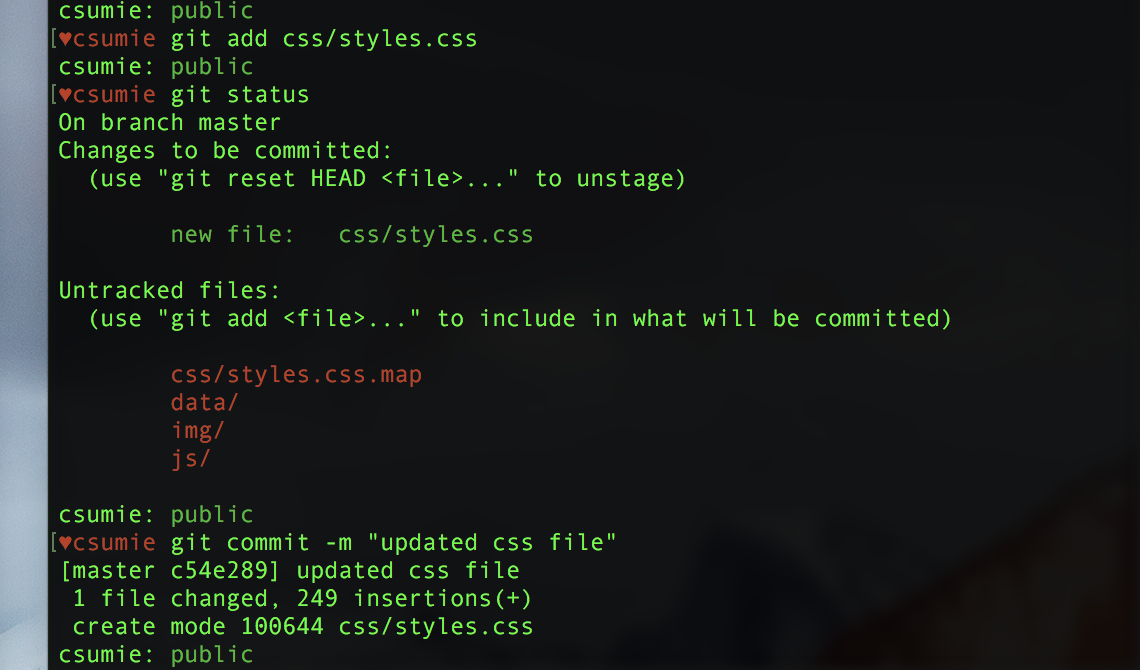 csumie: public
[♥csumie git add css/styles.css
csumie: public
[♥csumie git status
On branch master
Changes to be committed:
  (use "git reset HEAD <file>..." to unstage)

        new file:   css/styles.css

Untracked files:
  (use "git add <file>..." to include in what will be committed)

        css/styles.css.map
        data/
        img/
        js/

csumie: public
[♥csumie git commit -m "updated css file"
[master c54e289] updated css file
 1 file changed, 249 insertions(+)
 create mode 100644 css/styles.css
csumie: public